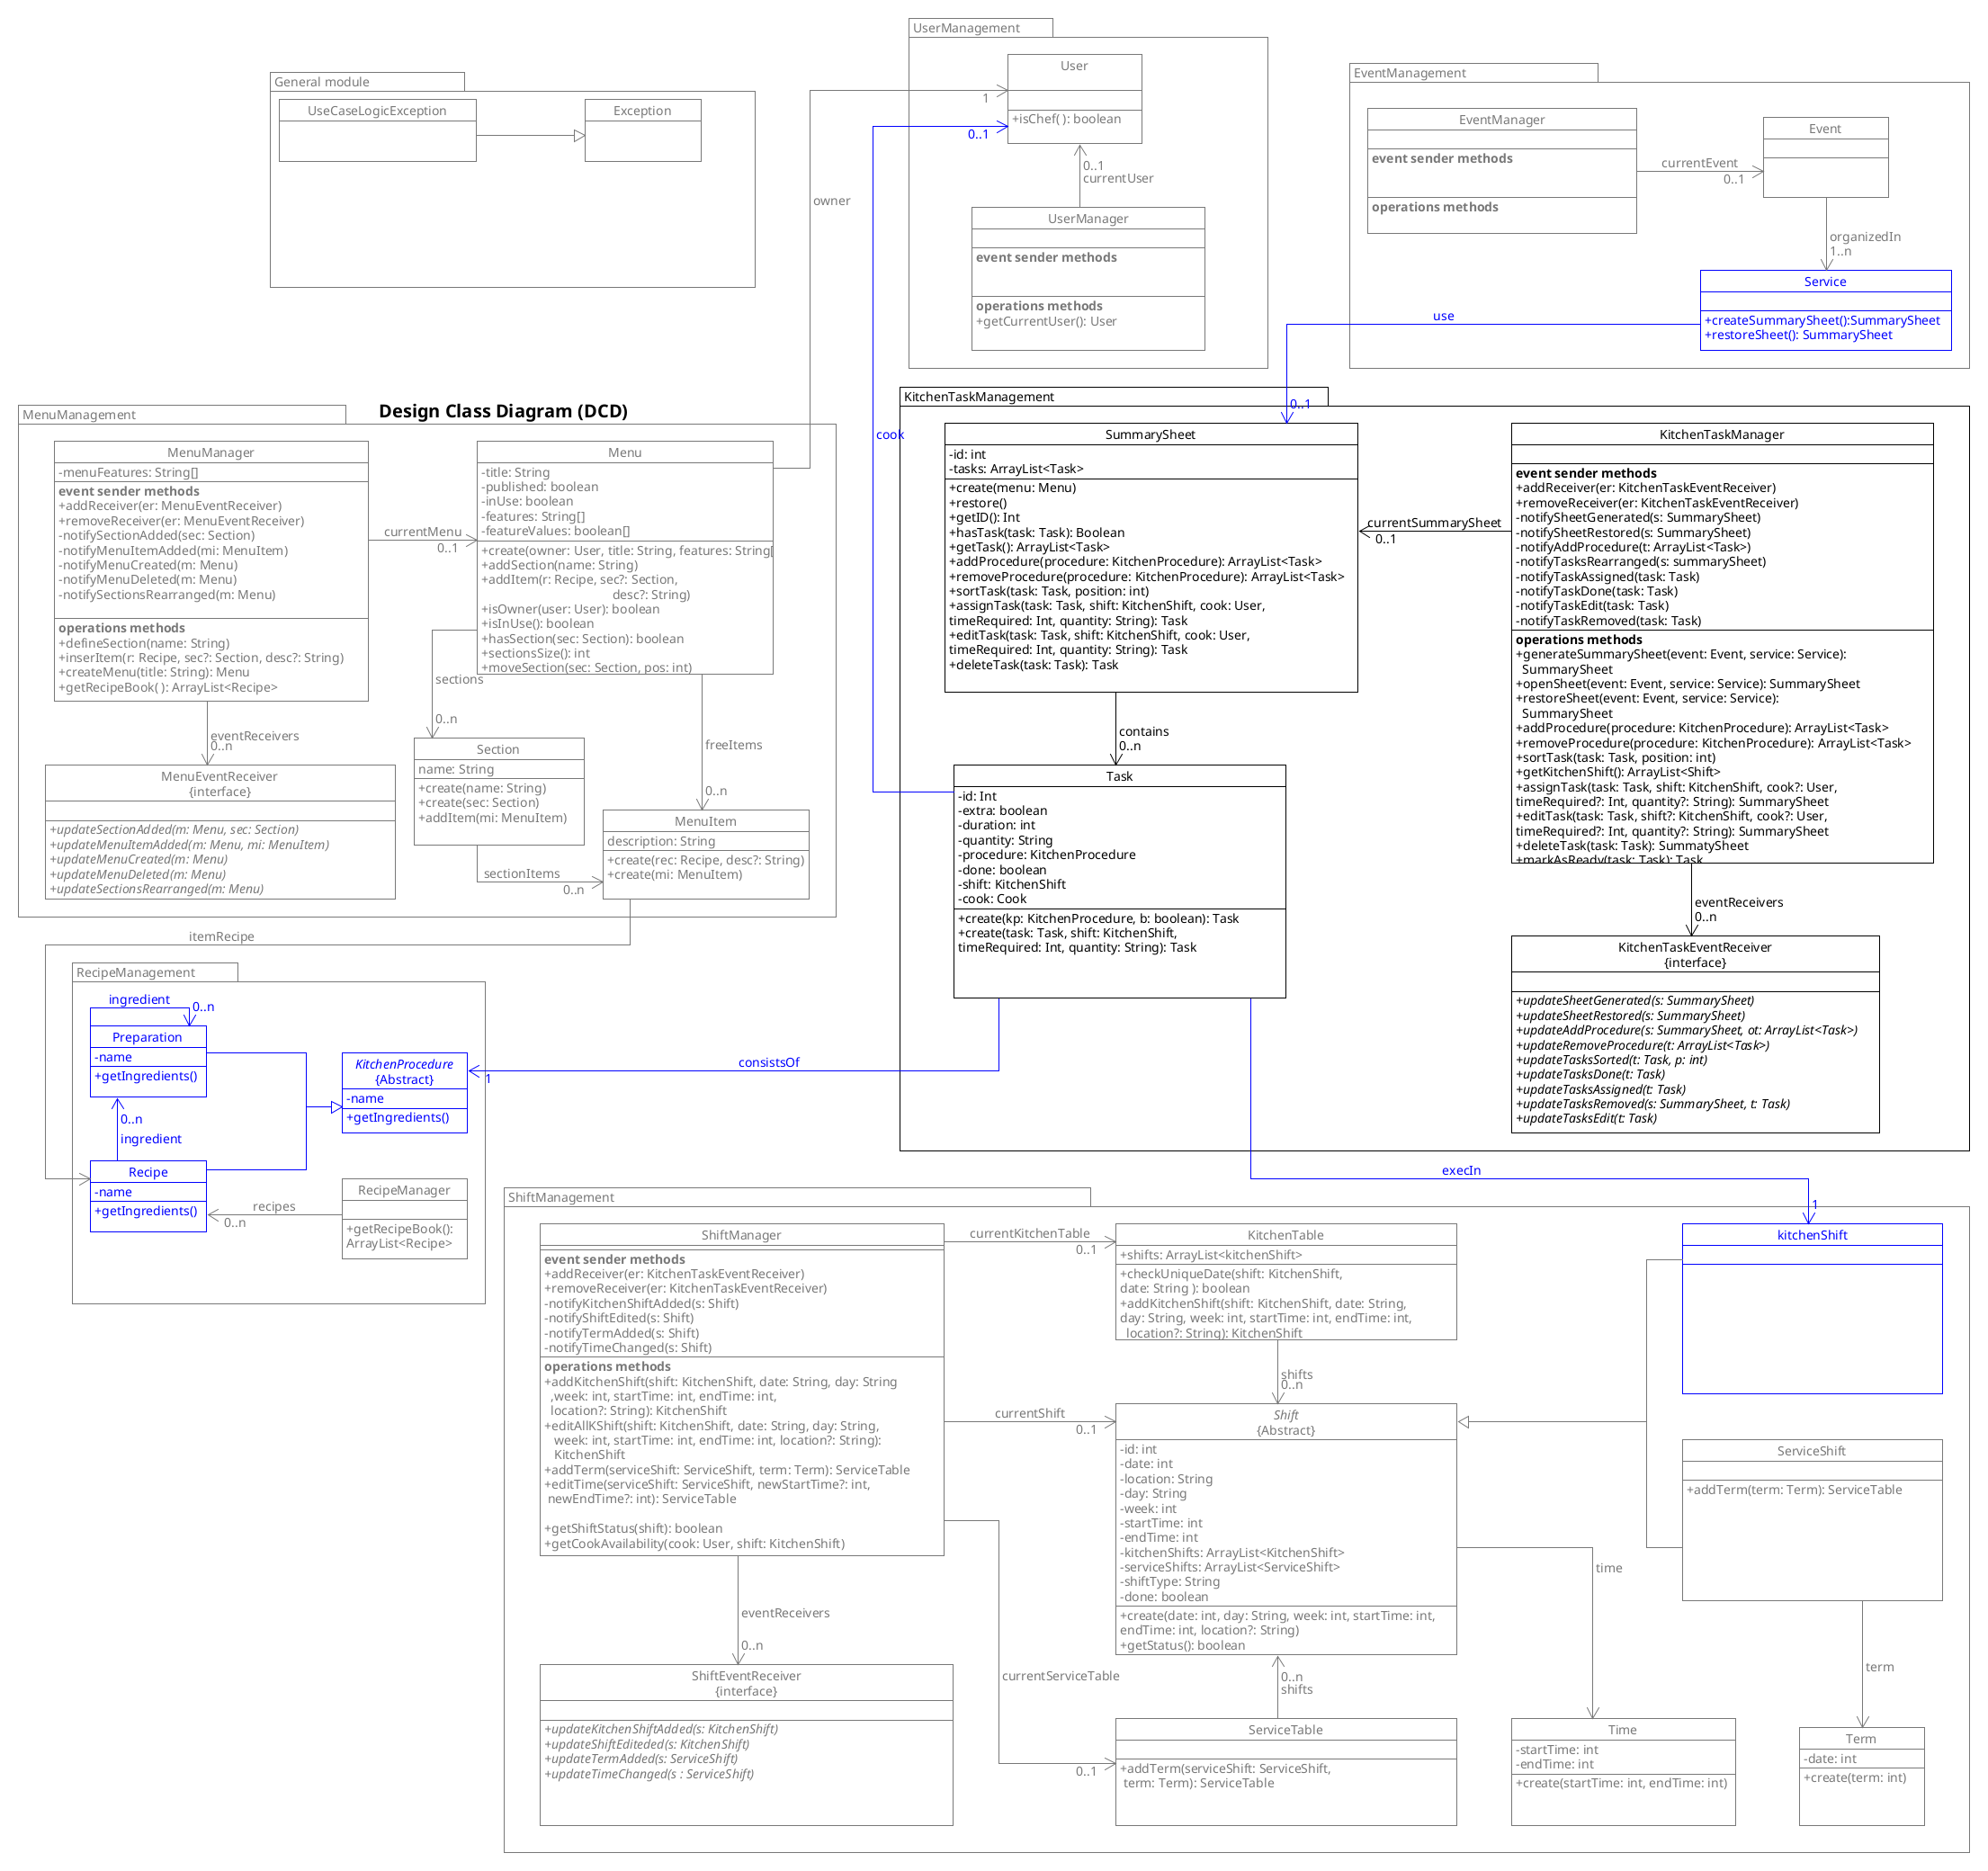 UserManagement
User
+isChef( ): boolean
1
0..1
0..1
currentUser
UserManager
event sender methods
operations methods
+getCurrentUser(): User
General module
UseCaseLogicException
Exception
owner
EventManagement
EventManager
event sender methods
operations methods
currentEvent
0..1
Event
organizedIn
1..n
Service
+createSummarySheet():SummarySheet
+restoreSheet(): SummarySheet
use
0..1
Design Class Diagram (DCD)
MenuManagement
MenuManager
-menuFeatures: String[]
event sender methods
+addReceiver(er: MenuEventReceiver)
+removeReceiver(er: MenuEventReceiver)
-notifySectionAdded(sec: Section)
-notifyMenuItemAdded(mi: MenuItem)
-notifyMenuCreated(m: Menu)
-notifyMenuDeleted(m: Menu)
-notifySectionsRearranged(m: Menu)
operations methods
+defineSection(name: String)
+inserItem(r: Recipe, sec?: Section, desc?: String)
+createMenu(title: String): Menu
+getRecipeBook( ): ArrayList<Recipe>
currentMenu
0..1
Menu
-title: String
-published: boolean
-inUse: boolean
-features: String[]
-featureValues: boolean[]
+create(owner: User, title: String, features: String[
+addSection(name: String)
+addItem(r: Recipe, sec?: Section,
desc?: String)
+isOwner(user: User): boolean
+isInUse(): boolean
+hasSection(sec: Section): boolean
+sectionsSize(): int
+moveSection(sec: Section, pos: int)
sections
0..n
freeItems
0..n
eventReceivers
0..n
MenuEventReceiver
{interface}
+updateSectionAdded(m: Menu, sec: Section)
+updateMenuItemAdded(m: Menu, mi: MenuItem)
+updateMenuCreated(m: Menu)
+updateMenuDeleted(m: Menu)
+updateSectionsRearranged(m: Menu)
Section
name: String
+create(name: String)
+create(sec: Section)
+addItem(mi: MenuItem)
sectionItems
0..n
MenuItem
description: String
+create(rec: Recipe, desc?: String)
+create(mi: MenuItem)
itemRecipe
cook
KitchenTaskManagement
SummarySheet
-id: int
-tasks: ArrayList<Task>
+create(menu: Menu)
+restore()
+getID(): Int
+hasTask(task: Task): Boolean
+getTask(): ArrayList<Task>
+addProcedure(procedure: KitchenProcedure): ArrayList<Task>
+removeProcedure(procedure: KitchenProcedure): ArrayList<Task>
+sortTask(task: Task, position: int)
+assignTask(task: Task, shift: KitchenShift, cook: User,
timeRequired: Int, quantity: String): Task
+editTask(task: Task, shift: KitchenShift, cook: User,
timeRequired: Int, quantity: String): Task
+deleteTask(task: Task): Task
currentSummarySheet
0..1
KitchenTaskManager
event sender methods
+addReceiver(er: KitchenTaskEventReceiver)
+removeReceiver(er: KitchenTaskEventReceiver)
-notifySheetGenerated(s: SummarySheet)
-notifySheetRestored(s: SummarySheet)
-notifyAddProcedure(t: ArrayList<Task>)
-notifyTasksRearranged(s: summarySheet)
-notifyTaskAssigned(task: Task)
-notifyTaskDone(task: Task)
-notifyTaskEdit(task: Task)
-notifyTaskRemoved(task: Task)
operations methods
+generateSummarySheet(event: Event, service: Service):
SummarySheet
+openSheet(event: Event, service: Service): SummarySheet
+restoreSheet(event: Event, service: Service):
SummarySheet
+addProcedure(procedure: KitchenProcedure): ArrayList<Task>
+removeProcedure(procedure: KitchenProcedure): ArrayList<Task>
+sortTask(task: Task, position: int)
+getKitchenShift(): ArrayList<Shift>
+assignTask(task: Task, shift: KitchenShift, cook?: User,
timeRequired?: Int, quantity?: String): SummarySheet
+editTask(task: Task, shift?: KitchenShift, cook?: User,
timeRequired?: Int, quantity?: String): SummarySheet
+deleteTask(task: Task): SummatySheet
+markAsReady(task: Task): Task
contains
0..n
Task
-id: Int
-extra: boolean
-duration: int
-quantity: String
-procedure: KitchenProcedure
-done: boolean
-shift: KitchenShift
-cook: Cook
+create(kp: KitchenProcedure, b: boolean): Task
+create(task: Task, shift: KitchenShift,
timeRequired: Int, quantity: String): Task
eventReceivers
0..n
KitchenTaskEventReceiver
{interface}
+updateSheetGenerated(s: SummarySheet)
+updateSheetRestored(s: SummarySheet)
+updateAddProcedure(s: SummarySheet, ot: ArrayList<Task>)
+updateRemoveProcedure(t: ArrayList<Task>)
+updateTasksSorted(t: Task, p: int)
+updateTasksDone(t: Task)
+updateTasksAssigned(t: Task)
+updateTasksRemoved(s: SummarySheet, t: Task)
+updateTasksEdit(t: Task)
RecipeManagement
ingredient
0..n
Preparation
-name
+getIngredients()
0..n
ingredient
Recipe
-name
+getIngredients()
KitchenProcedure
{Abstract}
-name
+getIngredients()
1
consistsOf
recipes
0..n
RecipeManager
+getRecipeBook():
ArrayList<Recipe>
execIn
1
ShiftManagement
ShiftManager
event sender methods
+addReceiver(er: KitchenTaskEventReceiver)
+removeReceiver(er: KitchenTaskEventReceiver)
-notifyKitchenShiftAdded(s: Shift)
-notifyShiftEdited(s: Shift)
-notifyTermAdded(s: Shift)
-notifyTimeChanged(s: Shift)
operations methods
+addKitchenShift(shift: KitchenShift, date: String, day: String
,week: int, startTime: int, endTime: int,
location?: String): KitchenShift
+editAllKShift(shift: KitchenShift, date: String, day: String,
week: int, startTime: int, endTime: int, location?: String):
KitchenShift
+addTerm(serviceShift: ServiceShift, term: Term): ServiceTable
+editTime(serviceShift: ServiceShift, newStartTime?: int,
newEndTime?: int): ServiceTable
+getShiftStatus(shift): boolean
+getCookAvailability(cook: User, shift: KitchenShift)
currentKitchenTable
0..1
KitchenTable
+shifts: ArrayList<kitchenShift>
+checkUniqueDate(shift: KitchenShift,
date: String ): boolean
+addKitchenShift(shift: KitchenShift, date: String,
day: String, week: int, startTime: int, endTime: int,
location?: String): KitchenShift
shifts
0..n
currentShift
0..1
Shift
{Abstract}
-id: int
-date: int
-location: String
-day: String
-week: int
-startTime: int
-endTime: int
-kitchenShifts: ArrayList<KitchenShift>
-serviceShifts: ArrayList<ServiceShift>
-shiftType: String
-done: boolean
+create(date: int, day: String, week: int, startTime: int,
endTime: int, location?: String)
+getStatus(): boolean
kitchenShift
ServiceShift
+addTerm(term: Term): ServiceTable
time
term
eventReceivers
0..n
ShiftEventReceiver
{interface}
+updateKitchenShiftAdded(s: KitchenShift)
+updateShiftEditeded(s: KitchenShift)
+updateTermAdded(s: ServiceShift)
+updateTimeChanged(s : ServiceShift)
currentServiceTable
0..1
0..n
shifts
ServiceTable
+addTerm(serviceShift: ServiceShift,
term: Term): ServiceTable
Time
-startTime: int
-endTime: int
+create(startTime: int, endTime: int)
Term
-date: int
+create(term: int)